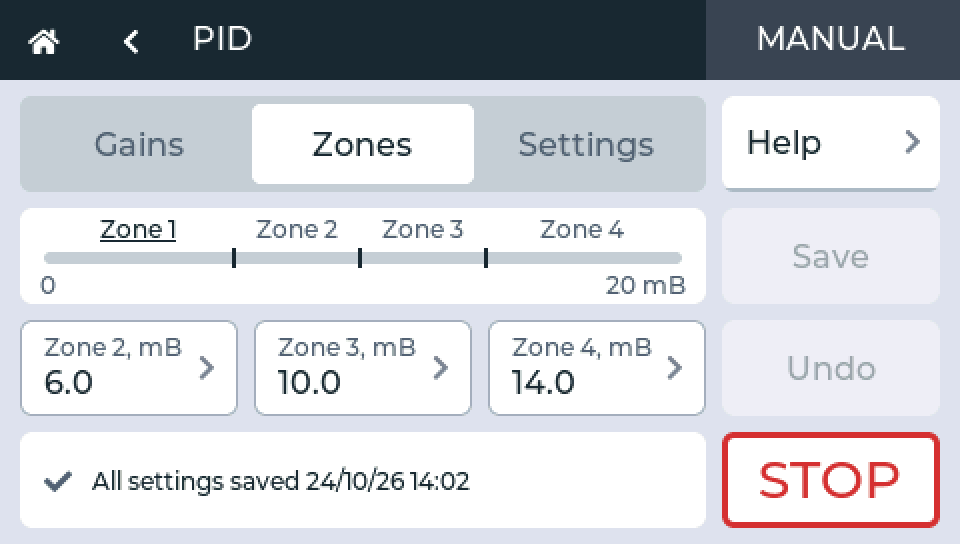 PID
MANUAL
Gains
Zones
Settings
Help
Zone 1
Zone 2
Zone 3
Zone 4
0
20 mB
Save
Zone 2, mB
6.0
Zone 3, mB
10.0
Zone 4, mB
14.0
Undo
All settings saved 24/10/26 14:02
STOP